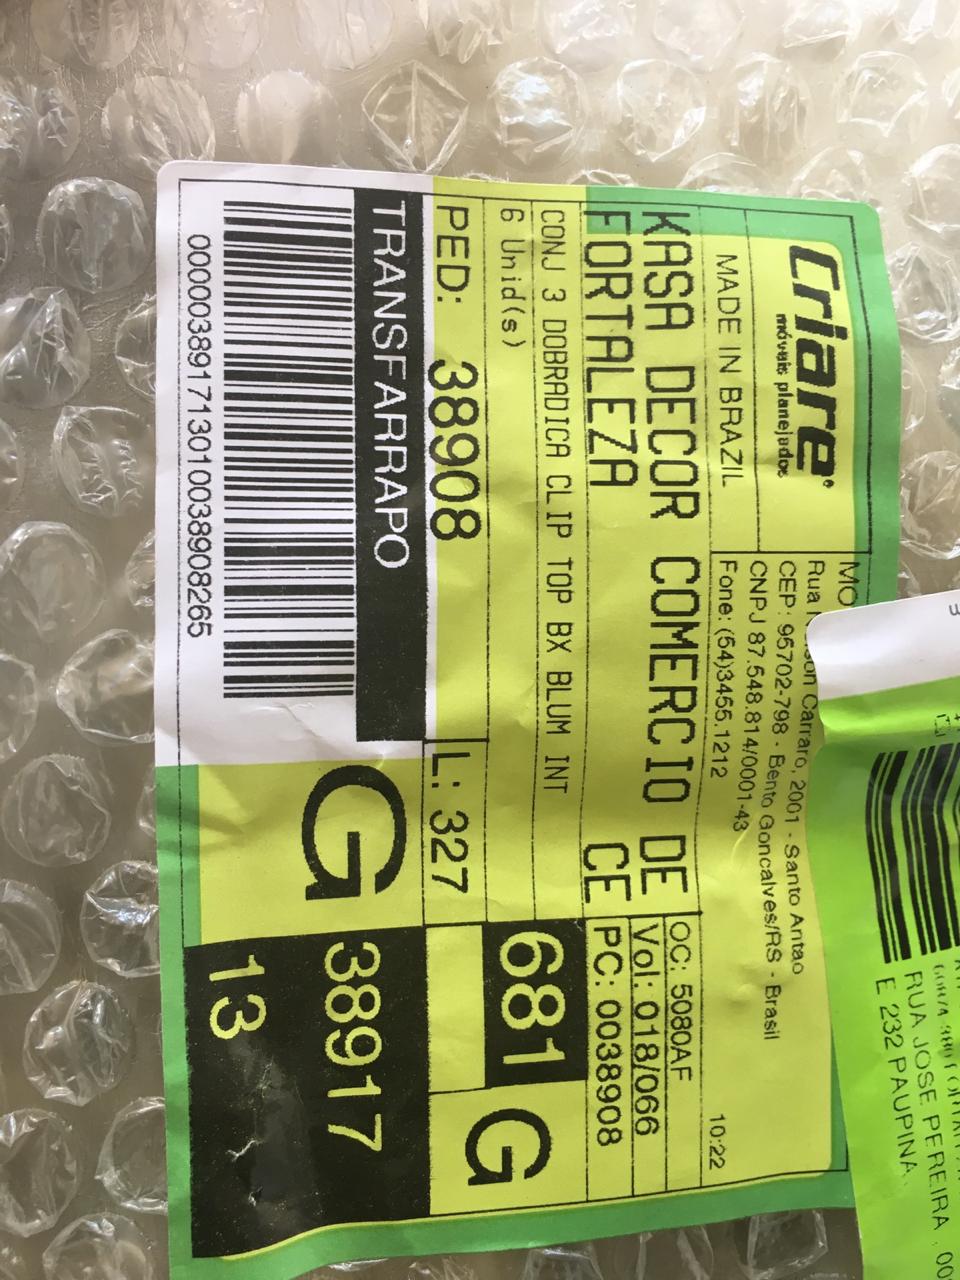 Criare®
móveis planejados
MADE IN BRAZIL
MO
Rua Carraro, 2001 - Santo Antao
CEP: 95702-798 - Bento Goncalves/RS - Brasil
CNPJ 87.548.814/0001-43
Fone: (54)3455.1212
10:22
KASA DECOR COMERCIO DE
FORTALEZA CE
OC: 5080AF
Vol: 018/066
PC: 0038908
CONJ 3 DOBRADICA CLIP TOP BX BLUM INT
6 Unid(s)
681 G
PED: 38908
L: 327
TRANSFARRAPO
G
38917
13
000003891713010038908265
RUA JOSE PEREIRA , 00
E 232 PAUPINA,